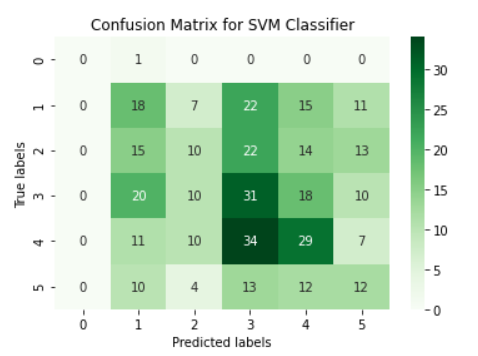 Confusion Matrix for SVM Classifier
0 0 1 0 0 0 0
1 0 18 7 22 15 11
2 0 15 10 22 14 13
3 0 20 10 31 18 10
4 0 11 10 34 29 7
5 0 10 4 13 12 12
0 1 2 3 4 5
Predicted labels
True labels
30
25
20
15
10
5
0